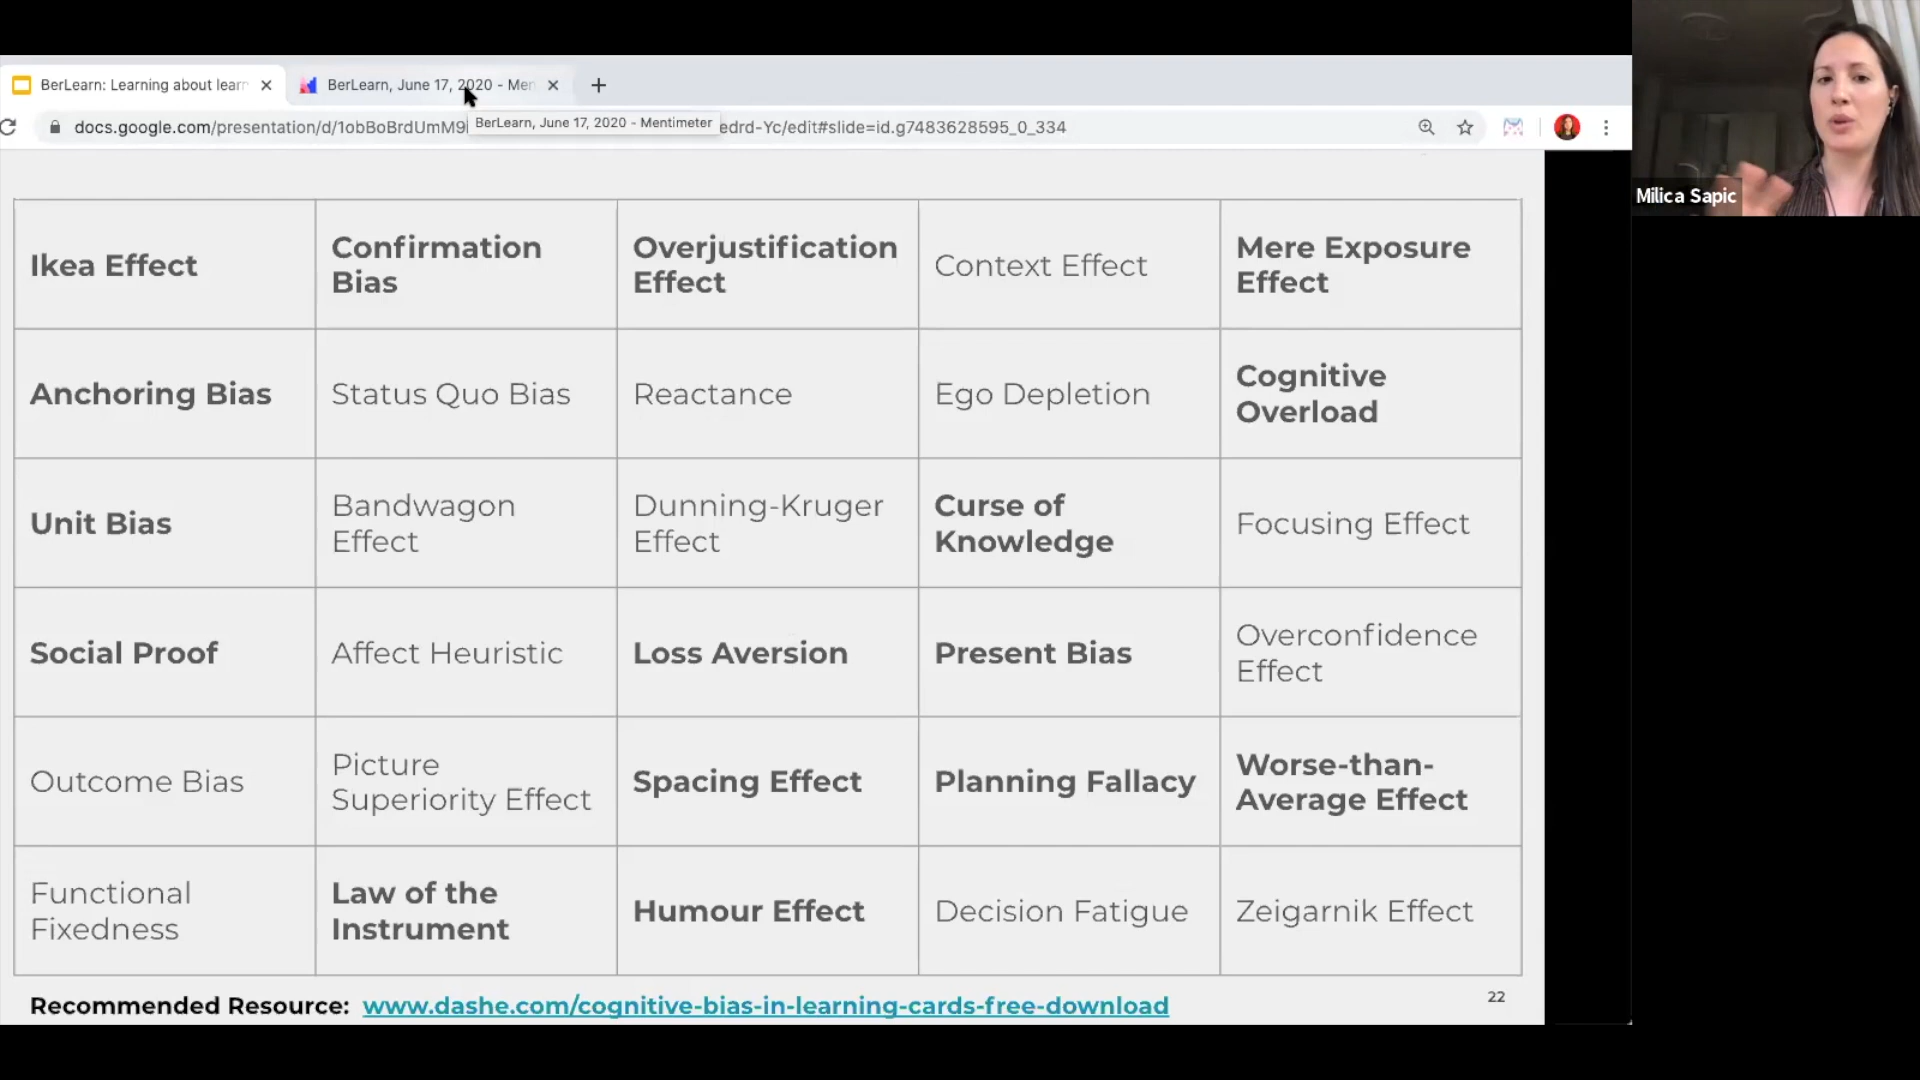 BerLearn: Learning about lear
BerLearn, June 17, 2020 - Men
docs.google.com/presentation/d/1obBoBrdUmM9
edrd-Yc/edit#slide=id.g7483628595_0_334
BerLearn, June 17, 2020 - Mentimeter
Milica Sapic
Ikea Effect
Confirmation
Bias
Overjustification
Effect
Context Effect
Mere Exposure
Effect
Anchoring Bias
Status Quo Bias
Reactance
Ego Depletion
Cognitive
Overload
Unit Bias
Bandwagon
Effect
Dunning-Kruger
Effect
Curse of
Knowledge
Focusing Effect
Social Proof
Affect Heuristic
Loss Aversion
Present Bias
Overconfidence
Effect
Outcome Bias
Picture
Superiority Effect
Spacing Effect
Planning Fallacy
Worse-than-
Average Effect
Functional
Fixedness
Law of the
Instrument
Humour Effect
Decision Fatigue
Zeigarnik Effect
Recommended Resource: www.dashe.com/cognitive-bias-in-learning-cards-free-download
22